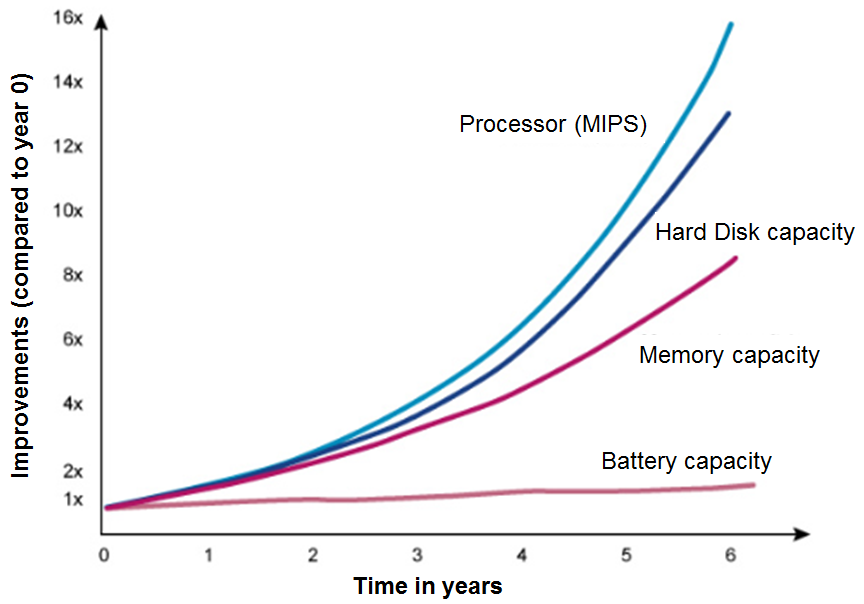 16x
14x
12x
10x
8x
6x
4x
2x
1x
Improvements (compared to year 0)
Processor (MIPS)
Hard Disk capacity
Memory capacity
Battery capacity
0 1 2 3 4 5 6
Time in years